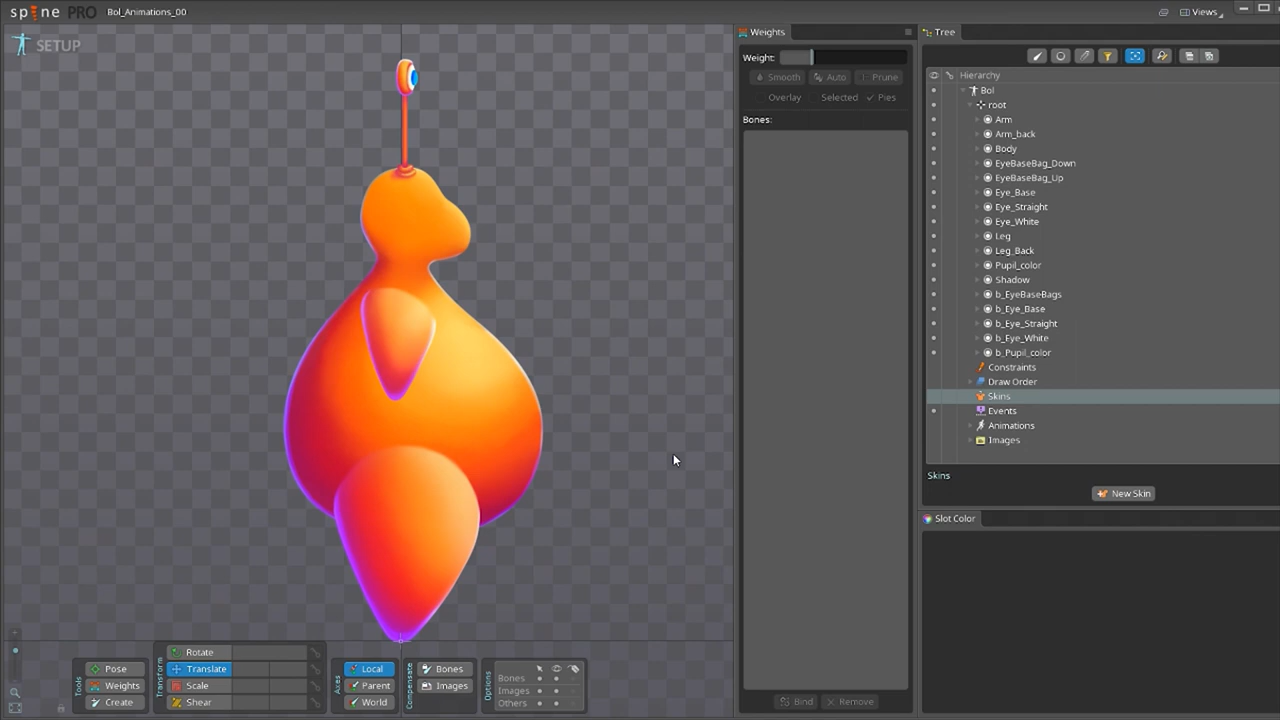 spine PRO Bol_Animations_00
Views
SETUP
Weights
Weight:
Smooth Auto Prune
Overlay Selected Pies
Bones:
Bind Remove
Tree
Hierarchy
Bol
root
Arm
Arm_back
Body
EyeBaseBag_Down
EyeBaseBag_Up
Eye_Base
Eye_Straight
Eye_White
Leg
Leg_Back
Pupil_color
Shadow
b_EyeBaseBags
b_Eye_Base
b_Eye_Straight
b_Eye_White
b_Pupil_color
Constraints
Draw Order
Skins
Events
Animations
Images
Skins
New Skin
Slot Color
Tools
Pose
Weights
Create
Transform
Rotate
Translate
Scale
Shear
Axes
Local
Parent
World
Compensate
Bones
Images
Options
Bones
Images
Others